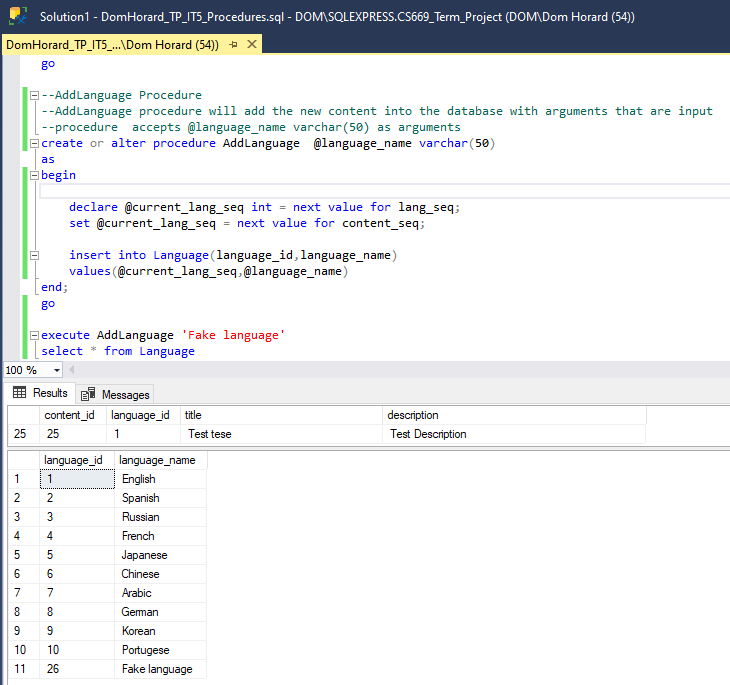 Solution1 - DomHorard_TP_IT5_Procedures.sql - DOM\SQLEXPRESS.CS669_Term_Project (DOM\Dom Horard (54))
DomHorard_TP_IT5_...\Dom Horard (54))
go
--AddLanguage Procedure
--AddLanguage procedure will add the new content into the database with arguments that are input
--procedure  accepts @language_name varchar(50) as arguments
create or alter procedure AddLanguage  @language_name varchar(50)
as
begin
declare @current_lang_seq int = next value for lang_seq;
set @current_lang_seq = next value for content_seq;
insert into Language(language_id,language_name)
values(@current_lang_seq,@language_name)
end;
go
execute AddLanguage 'Fake language'
select * from Language
100 %
Results Messages
content_id language_id title description
25 25 1 Test tese Test Description
language_id language_name
1 1 English
2 2 Spanish
3 3 Russian
4 4 French
5 5 Japanese
6 6 Chinese
7 7 Arabic
8 8 German
9 9 Korean
10 10 Portugese
11 26 Fake language